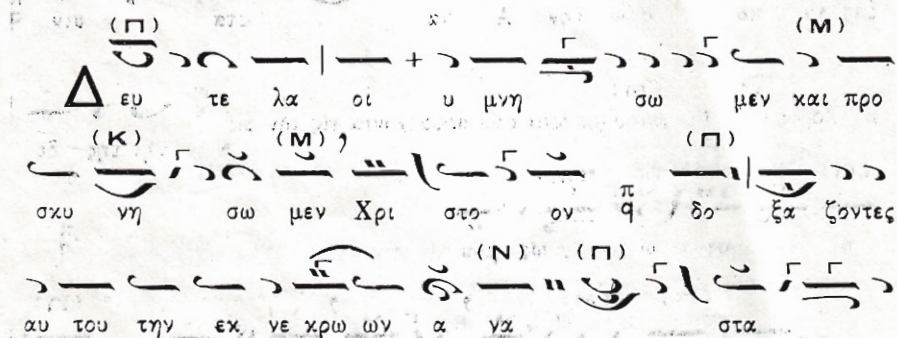 (Π) (Μ)
Δευ τε λα οι υ μνη σω μεν και προ
(Κ) (Μ) (Π)
σκυ νη σω μεν Χρι στο ον π q δο ξα ζοντες
(Ν) (Π)
αυ του την εκ νε κρω ων α να στα